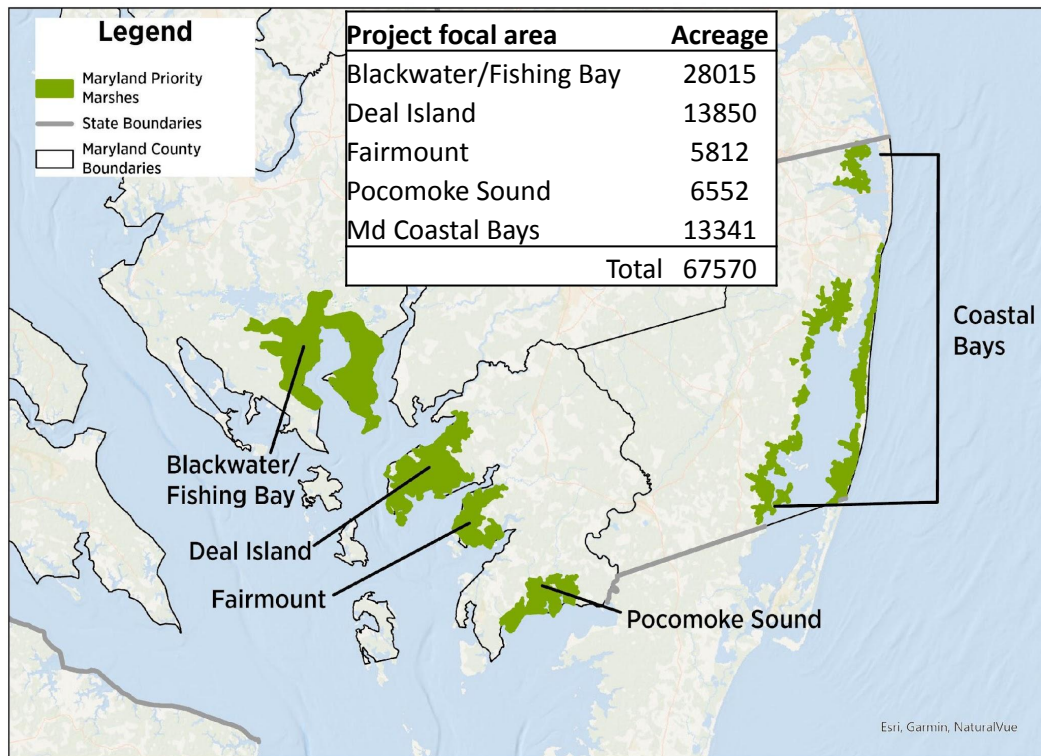 Legend
Maryland Priority
Marshes
State Boundaries
Maryland County
Boundaries
Project focal area Acreage
Blackwater/Fishing Bay 28015
Deal Island 13850
Fairmount 5812
Pocomoke Sound 6552
Md Coastal Bays 13341
Total 67570
Coastal
Bays
Blackwater/
Fishing Bay
Deal Island
Fairmount
Pocomoke Sound
Esri, Garmin, NaturalVue